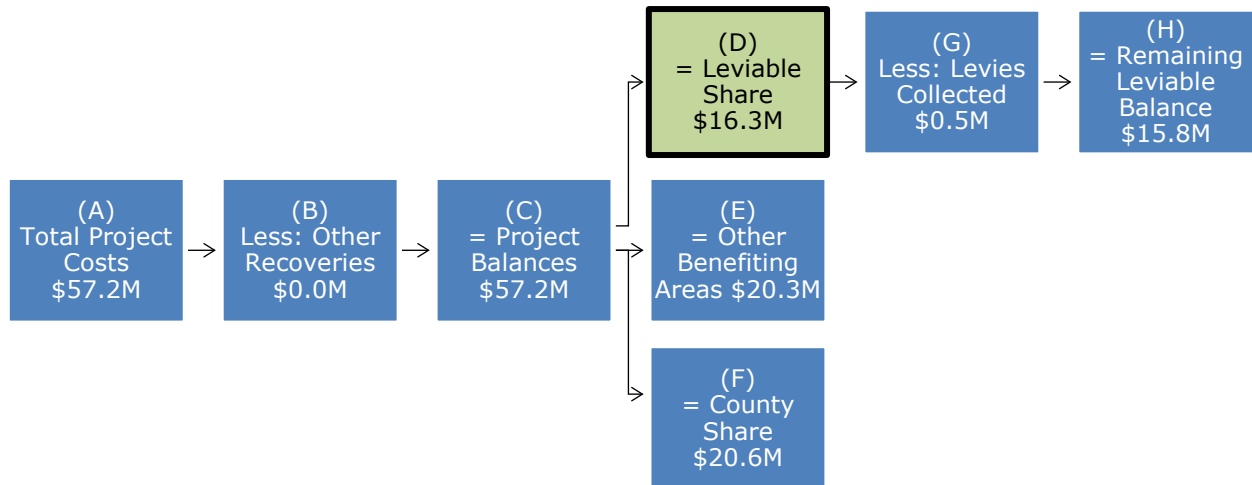 (A)
Total Project
Costs
$57.2M
(B)
Less: Other
Recoveries
$0.0M
(C)
= Project
Balances
$57.2M
(D)
= Leviable
Share
$16.3M
(G)
Less: Levies
Collected
$0.5M
(H)
= Remaining
Leviable
Balance
$15.8M
(E)
= Other
Benefiting
Areas $20.3M
(F)
= County
Share
$20.6M